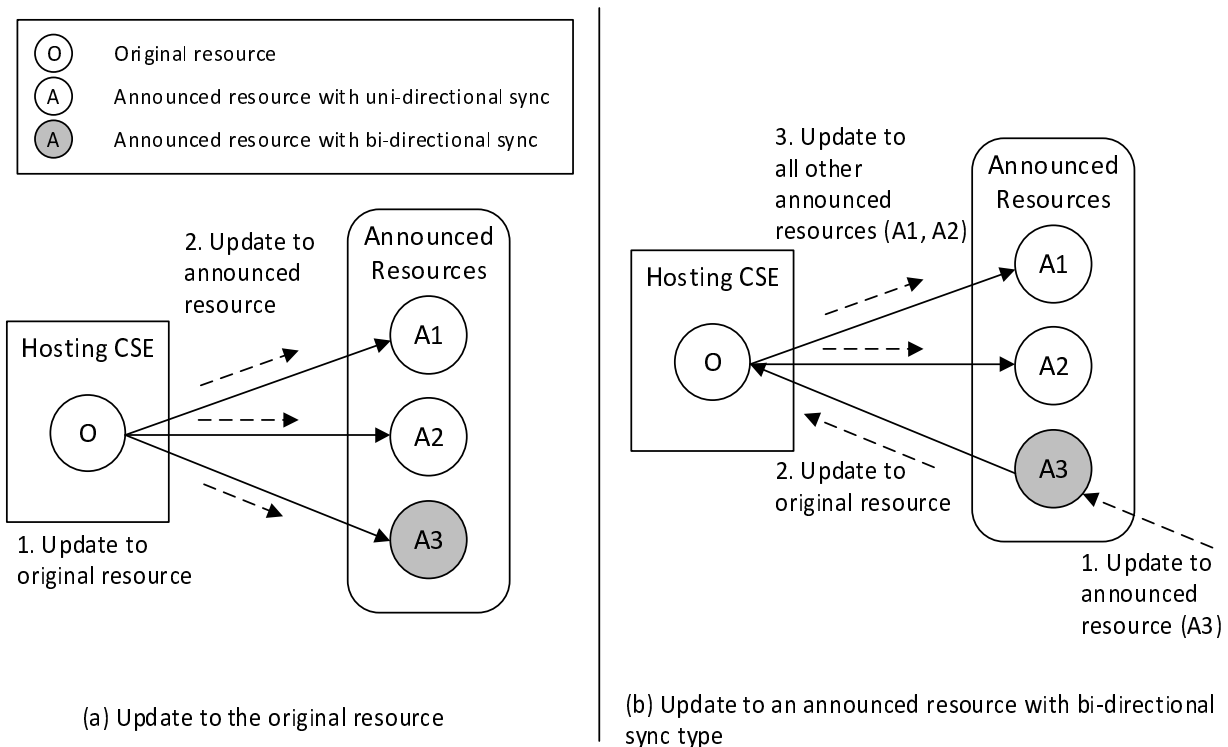 O Original resource
A Announced resource with uni-directional sync
A Announced resource with bi-directional sync
2. Update to
announced
resource
Announced
Resources
Hosting CSE
O
A1
A2
A3
1. Update to
original resource
(a) Update to the original resource
3. Update to
all other
announced
resources (A1, A2)
Announced
Resources
Hosting CSE
O
A1
A2
A3
2. Update to
original resource
1. Update to
announced
resource (A3)
(b) Update to an announced resource with bi-directional
sync type